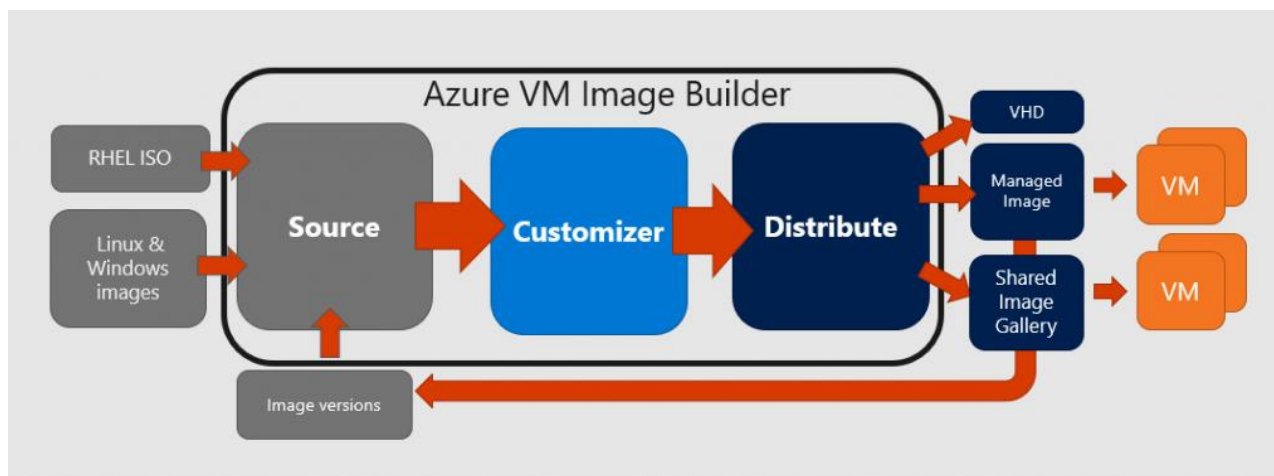 Azure VM Image Builder
RHEL ISO
Linux &
Windows
images
Source
Customizer
Distribute
VHD
Managed
Image
VM
Shared
Image
Gallery
VM
Image versions